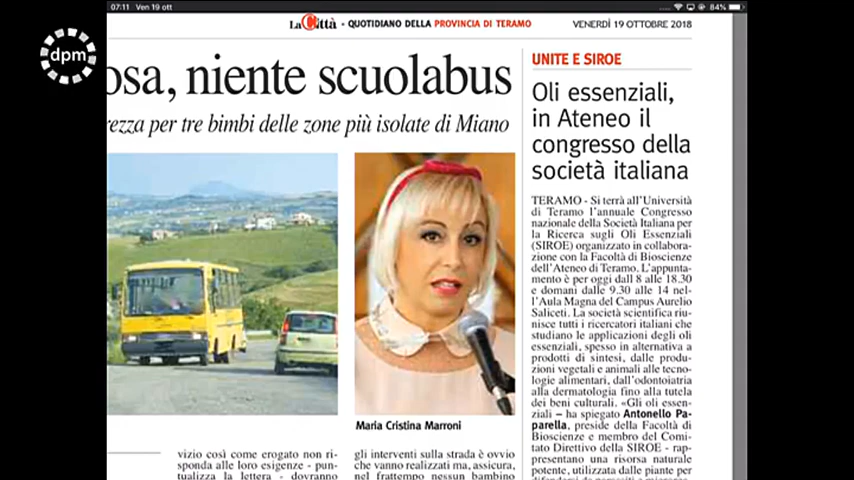 07:11 Ven 19 ott
84%
dpm
La Città - QUOTIDIANO DELLA PROVINCIA DI TERAMO
VENERDÌ 19 OTTOBRE 2018
osa, niente scuolabus
rezza per tre bimbi delle zone più isolate di Miano
Maria Cristina Marroni
vizio così come erogato non ri-
sponda alle loro esigenze - pun-
tualizza la lettera - dovranno
gli interventi sulla strada è ovvio
che vanno realizzati ma, assicura,
nel frattempo nessun bambino
UNITE E SIROE
Oli essenziali,
in Ateneo il
congresso della
società italiana
TERAMO - Si terrà all'Università
di Teramo l'annuale Congresso
nazionale della Società Italiana per
la Ricerca sugli Oli Essenziali
(SIROE) organizzato in collabora-
zione con la Facoltà di Bioscienze
dell'Ateneo di Teramo. L'appunta-
mento è per oggi dal 8 alle 18.30
e domani dalle 9.30 alle 14 nel-
l'Aula Magna del Campus Aurelio
Saliceti. La società scientifica riu-
nisce tutti i ricercatori italiani che
studiano le applicazioni degli oli
essenziali, spesso in alternativa a
prodotti di sintesi, dalle produ-
zioni vegetali e animali alle tec-
nologie alimentari, dall'odontoiatria
alla dermatologia fino alla tutela
dei beni culturali. «Gli oli essen-
ziali – ha spiegato Antonello Pa-
parella, preside della Facoltà di
Bioscienze e membro del Comi-
tato Direttivo della SIROE - rap-
presentano una risorsa naturale
potente, utilizzata dalle piante per